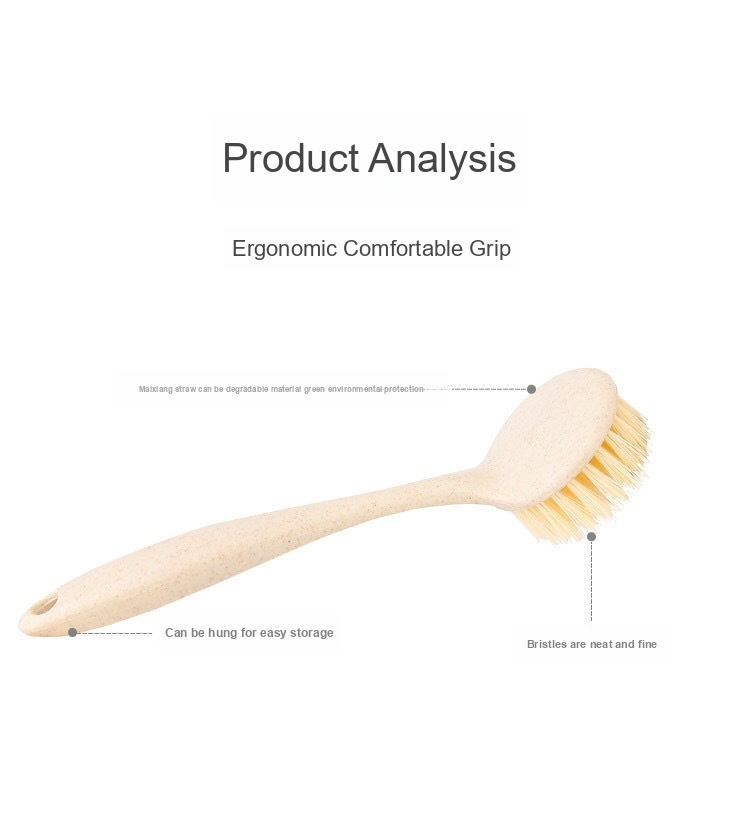 Product Analysis
Ergonomic Comfortable Grip
Maixiang straw can be degradable material green environmental protection
Can be hung for easy storage
Bristles are neat and fine